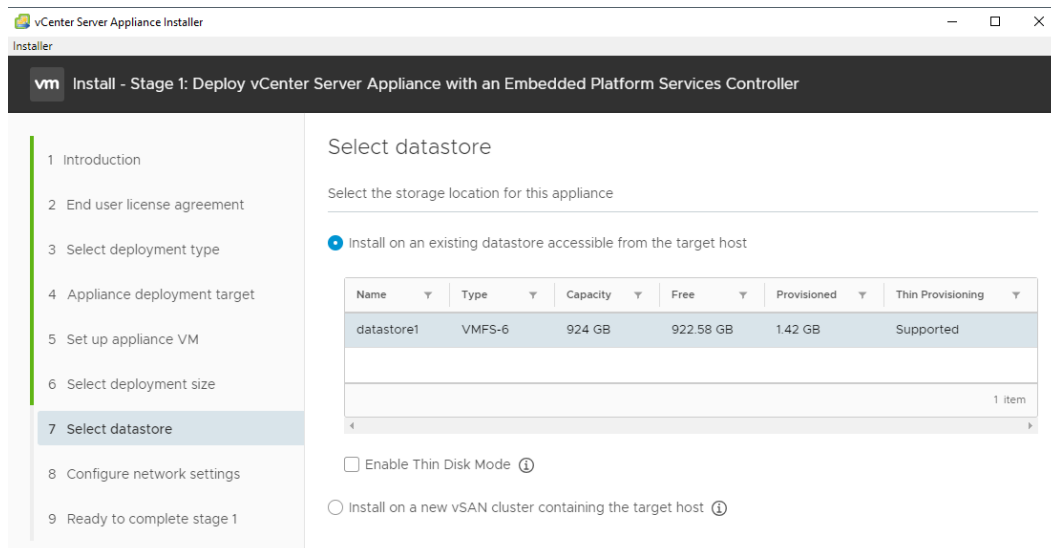 vCenter Server Appliance Installer
Installer
vm Install - Stage 1: Deploy vCenter Server Appliance with an Embedded Platform Services Controller
1 Introduction
2 End user license agreement
3 Select deployment type
4 Appliance deployment target
5 Set up appliance VM
6 Select deployment size
7 Select datastore
8 Configure network settings
9 Ready to complete stage 1
Select datastore
Select the storage location for this appliance
Install on an existing datastore accessible from the target host
Name Type Capacity Free Provisioned Thin Provisioning
datastore1 VMFS-6 924 GB 922.58 GB 1.42 GB Supported
1 item
Enable Thin Disk Mode
Install on a new vSAN cluster containing the target host